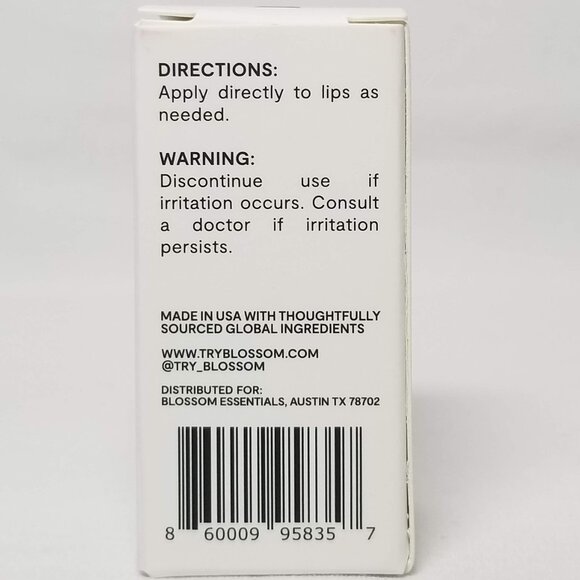 DIRECTIONS:
Apply directly to lips as
needed.
WARNING:
Discontinue use if
irritation occurs. Consult
a doctor if irritation
persists.
MADE IN USA WITH THOUGHTFULLY
SOURCED GLOBAL INGREDIENTS
WWW.TRYBLOSSOM.COM
@TRY_BLOSSOM
DISTRIBUTED FOR:
BLOSSOM ESSENTIALS, AUSTIN TX 78702
8 60009 95835 7